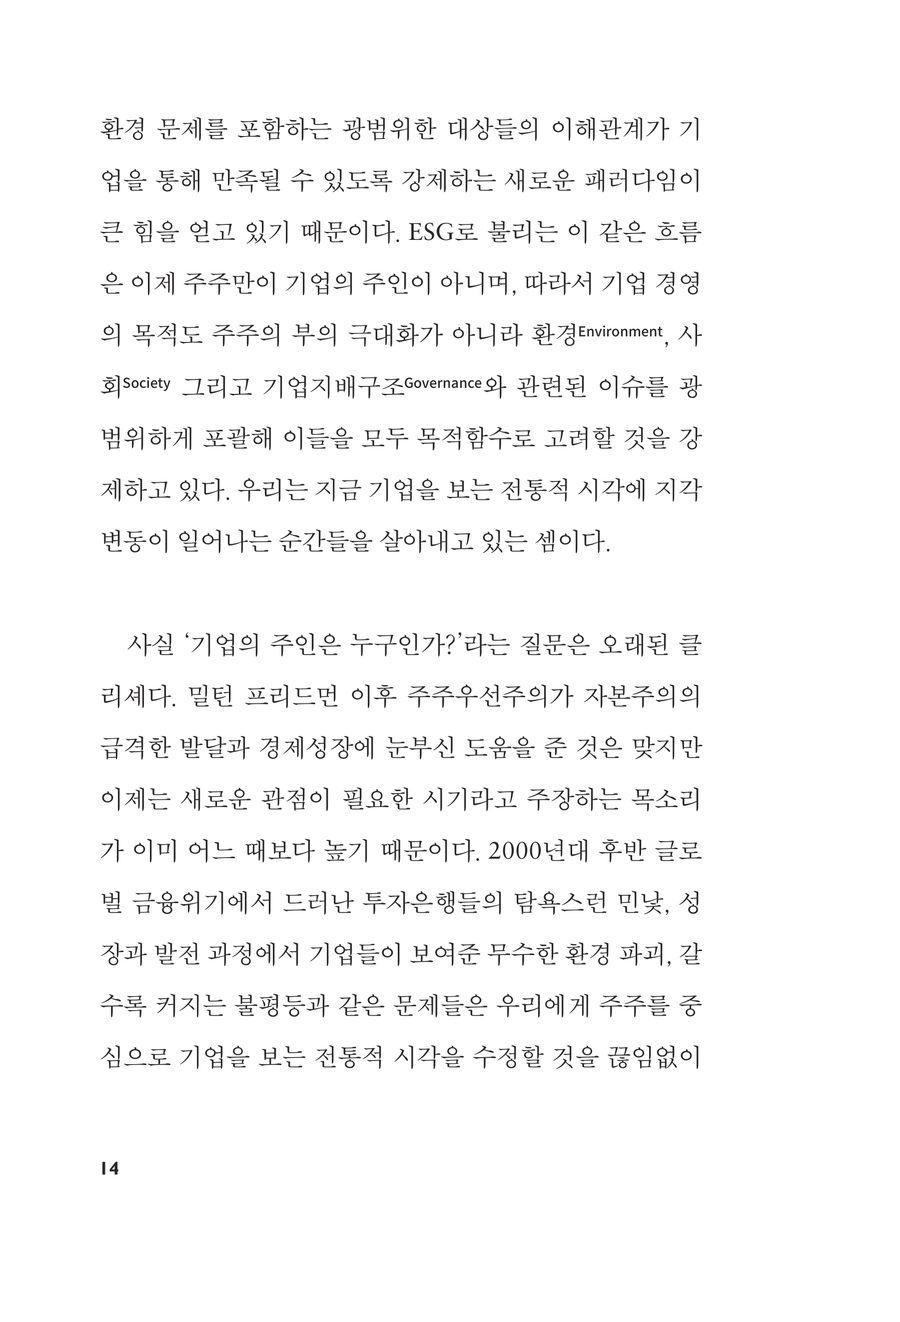 환경 문제를 포함하는 광범위한 대상들의 이해관계가 기
업을 통해 만족될 수 있도록 강제하는 새로운 패러다임이
큰 힘을 얻고 있기 때문이다. ESG로 불리는 이 같은 흐름
은 이제 주주만이 기업의 주인이 아니며, 따라서 기업 경영
의 목적도 주주의 부의 극대화가 아니라 환경Environment, 사
회Society 그리고 기업지배구조Governance와 관련된 이슈를 광
범위하게 포괄해 이들을 모두 목적함수로 고려할 것을 강
제하고 있다. 우리는 지금 기업을 보는 전통적 시각에 지각
변동이 일어나는 순간들을 살아내고 있는 셈이다.
사실 ‘기업의 주인은 누구인가?’라는 질문은 오래된 클
리셰다. 밀턴 프리드먼 이후 주주우선주의가 자본주의의
급격한 발달과 경제성장에 눈부신 도움을 준 것은 맞지만
이제는 새로운 관점이 필요한 시기라고 주장하는 목소리
가 이미 어느 때보다 높기 때문이다. 2000년대 후반 글로
벌 금융위기에서 드러난 투자은행들의 탐욕스런 민낯, 성
장과 발전 과정에서 기업들이 보여준 무수한 환경 파괴, 갈
수록 커지는 불평등과 같은 문제들은 우리에게 주주를 중
심으로 기업을 보는 전통적 시각을 수정할 것을 끊임없이
14